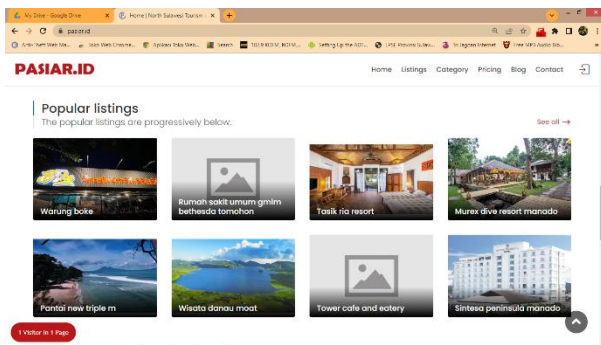 My Drive - Google Drive
Home | North Sulawesi Tourism
pasiar.id
Search
PASIAR.ID
Home Listings Category Pricing Blog Contact
Popular listings
The popular listings are progressively below.
See all →
Warung boke
Rumah sakit umum gmim bethesda tomohon
Tasik ria resort
Murex dive resort manado
Pantai new triple m
Wisata danau moat
Tower cafe and eatery
Sintesa peninsula manado
1 Visitor in 1 Page